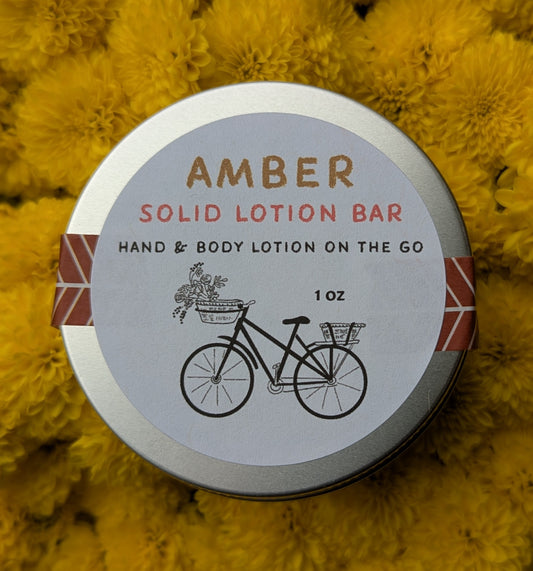 AMBER
SOLID LOTION BAR
HAND & BODY LOTION ON THE GO
1 OZ